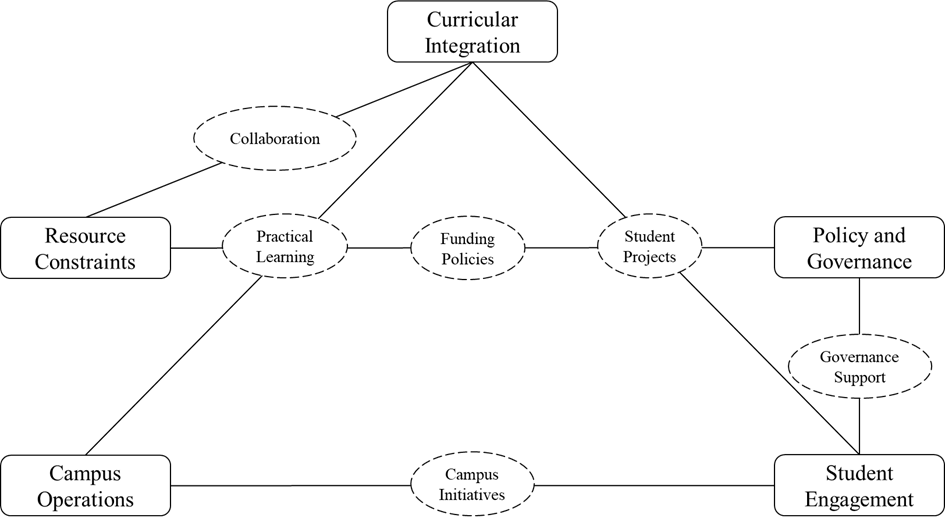 Curricular
Integration
Collaboration
Resource
Constraints
Practical
Learning
Funding
Policies
Student
Projects
Policy and
Governance
Governance
Support
Campus
Operations
Campus
Initiatives
Student
Engagement